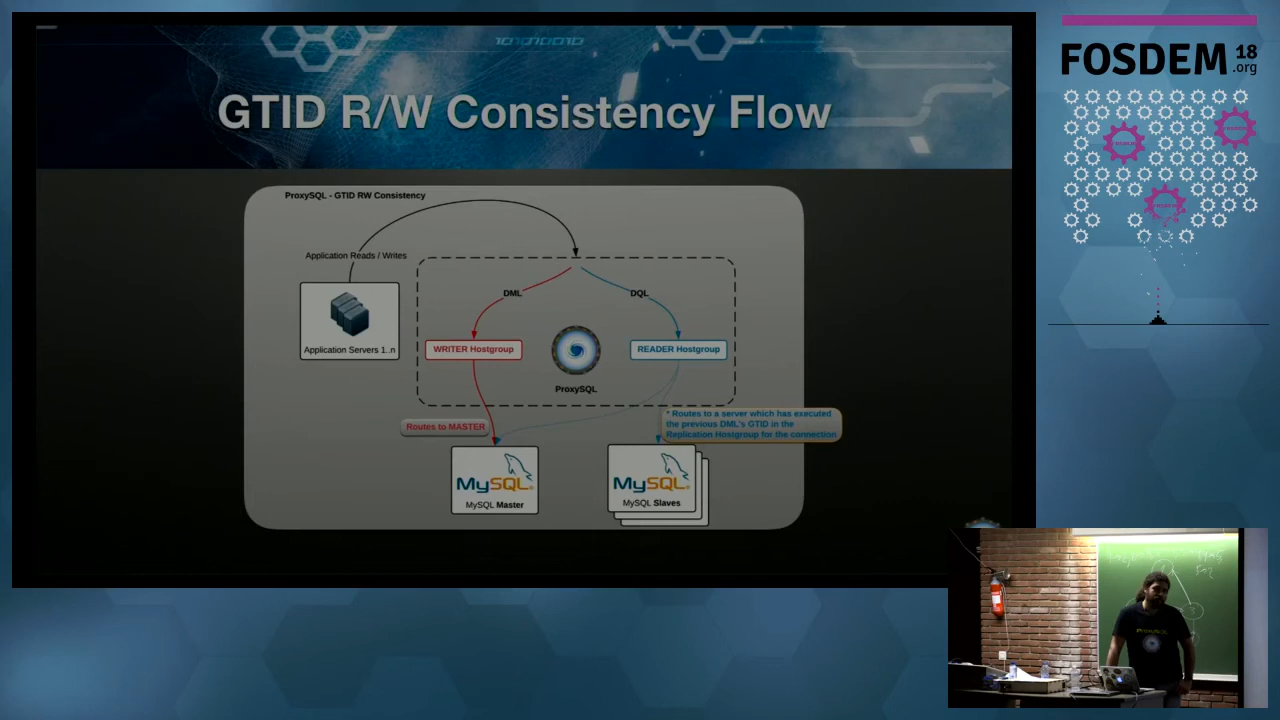 FOSDEM 18
.org
GTID R/W Consistency Flow
ProxySQL - GTID RW Consistency
Application Reads / Writes
DML
DQL
Application Servers 1..n
WRITER Hostgroup
READER Hostgroup
ProxySQL
Routes to MASTER
* Routes to a server which has executed
the previous DML's GTID in the
Replication Hostgroup for the connection
MySQL
MySQL Master
MySQL
MySQL Slaves
ProxySQL